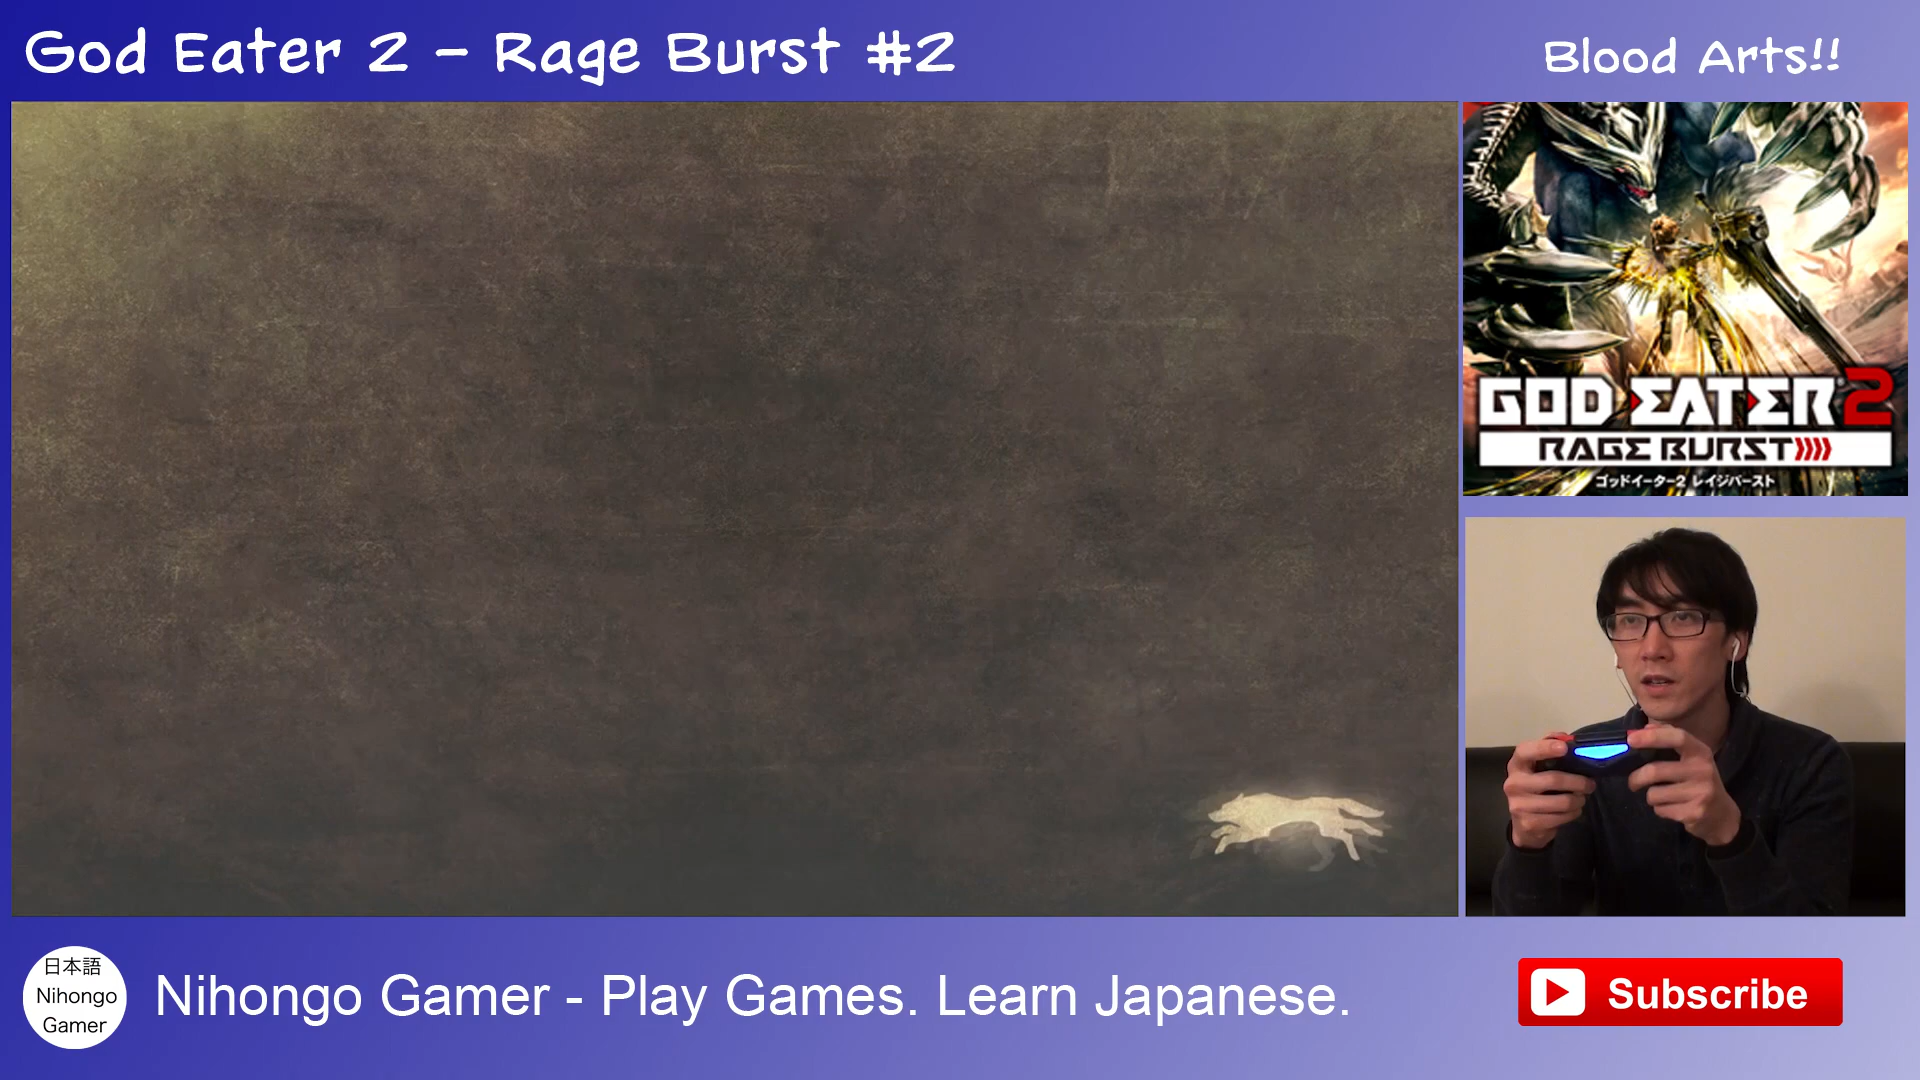 God Eater 2 - Rage Burst #2
Blood Arts!!
GOD EATER 2
RAGE BURST
ゴッドイーター2 レイジバースト
日本語
Nihongo
Gamer
Nihongo Gamer - Play Games. Learn Japanese.
Subscribe